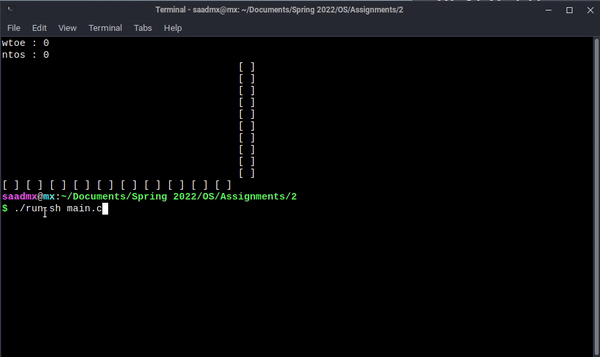 Terminal - saadmx@mx: ~/Documents/Spring 2022/OS/Assignments/2
File Edit View Terminal Tabs Help
wtoe : 0
ntos : 0
[ ]
[ ]
[ ]
[ ]
[ ]
[ ]
[ ]
[ ]
[ ]
[ ]
[ ] [ ] [ ] [ ] [ ] [ ] [ ] [ ] [ ] [ ]
saadmx@mx:~/Documents/Spring 2022/OS/Assignments/2
$ ./run.sh main.c